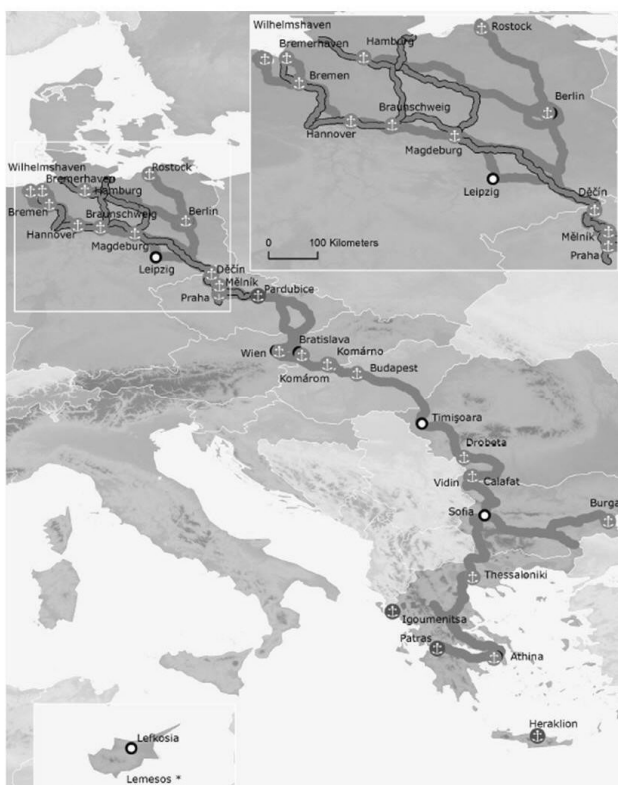 Wilhelmshaven
Bremerhaven
Hamburg
Rostock
Bremen
Berlin
Braunschweig
Hannover
Magdeburg
Leipzig
Děčín
Mělník
Praha
0 100 Kilometers
Wilhelmshaven
Bremerhaven
Rostock
Hamburg
Bremen
Braunschweig
Berlin
Hannover
Magdeburg
Leipzig
Děčín
Mělník
Praha
Pardubice
Bratislava
Wien
Komárno
Komárom
Budapest
Timişoara
Drobeta
Vidin
Calafat
Sofia
Burga
Thessaloniki
Igoumenitsa
Patras
Athina
Heraklion
Lefkosia
Lemesos *